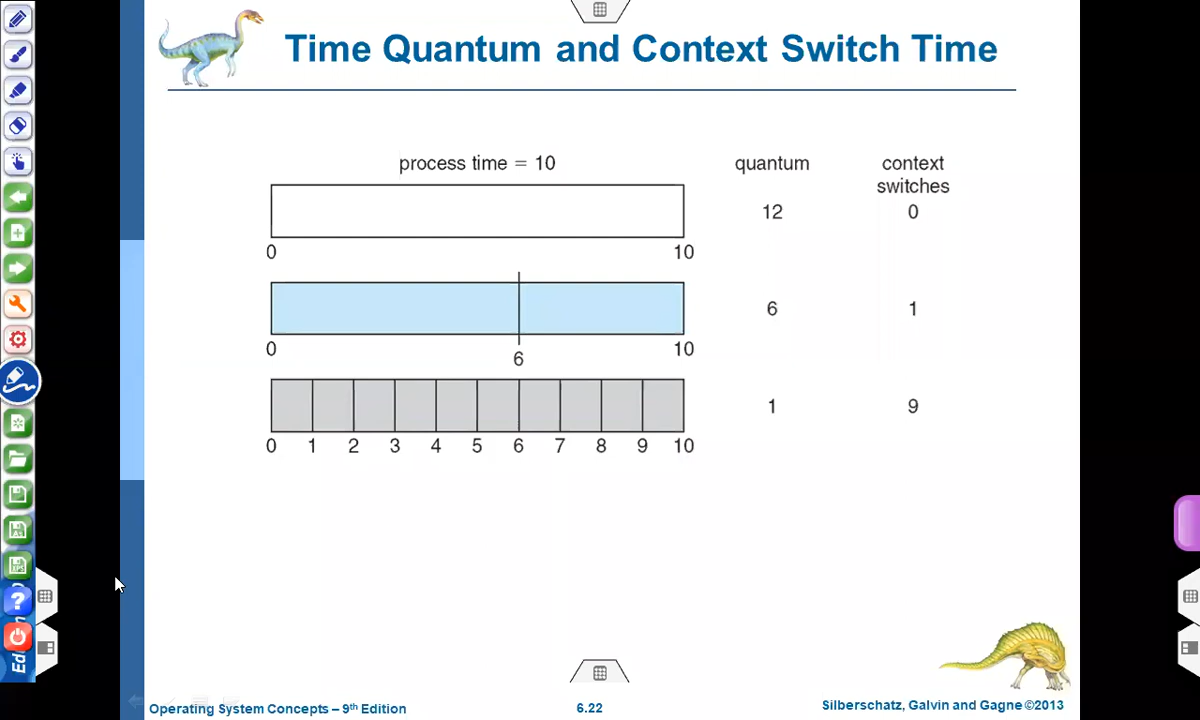 Time Quantum and Context Switch Time
process time = 10 quantum context
switches
12 0
0 10
6 1
0 6 10
1 9
0 1 2 3 4 5 6 7 8 9 10
Operating System Concepts – 9th Edition 6.22 Silberschatz, Galvin and Gagne ©2013
?
Ed